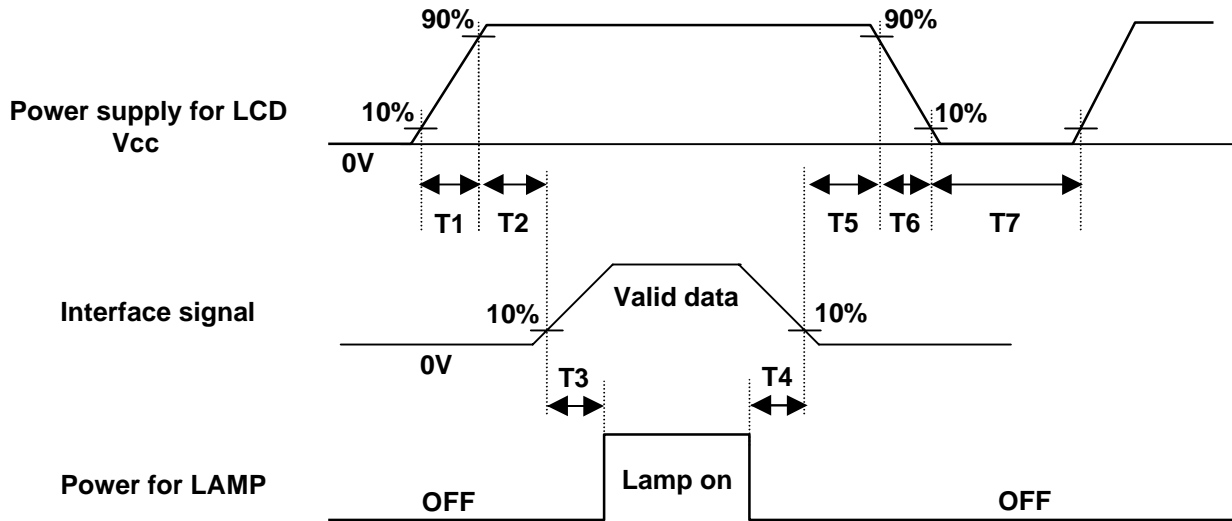 90%
90%
Power supply for LCD
Vcc
10%
10%
0V
T1
T2
T5
T6
T7
Interface signal
10%
Valid data
10%
0V
T3
T4
Power for LAMP
OFF
Lamp on
OFF